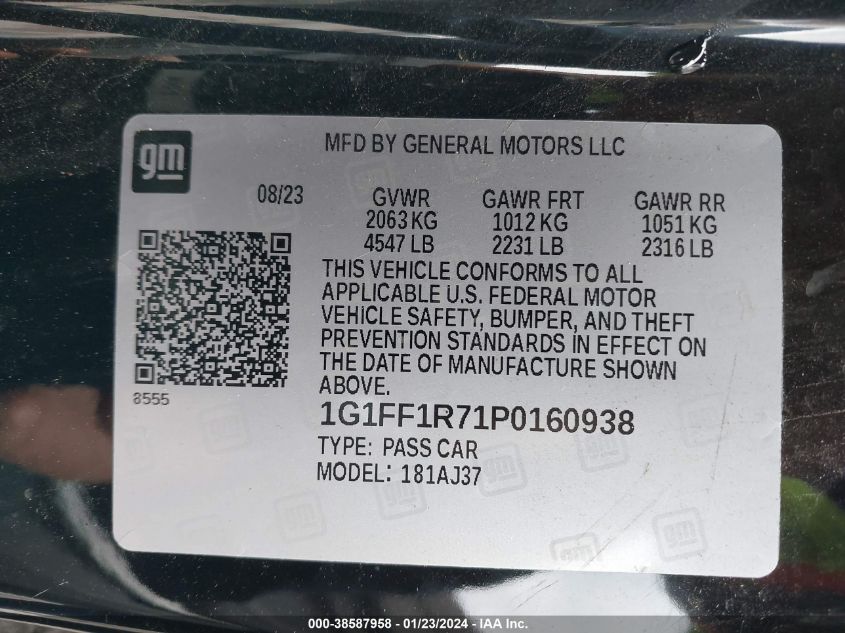 gm
MFD BY GENERAL MOTORS LLC
08/23
GVWR GAWR FRT GAWR RR
2063 KG 1012 KG 1051 KG
4547 LB 2231 LB 2316 LB
THIS VEHICLE CONFORMS TO ALL
APPLICABLE U.S. FEDERAL MOTOR
VEHICLE SAFETY, BUMPER, AND THEFT
PREVENTION STANDARDS IN EFFECT ON
THE DATE OF MANUFACTURE SHOWN
ABOVE.
8555
1G1FF1R71P0160938
TYPE: PASS CAR
MODEL: 181AJ37
gm
gm
000-38587958 - 01/23/2024 - IAA Inc.